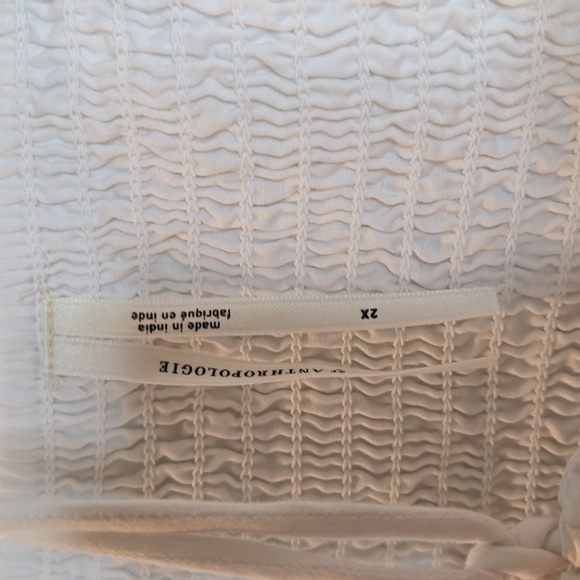 ANTHROPOLOGIE
2X
made in india
fabriqué en inde